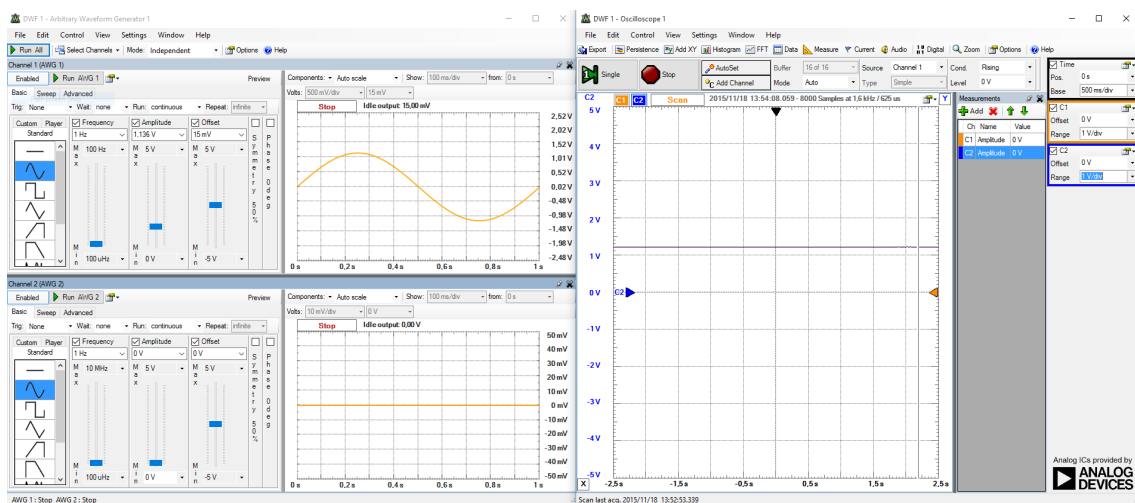 DWF 1 - Arbitrary Waveform Generator 1
File Edit Control View Settings Window Help
Run All Select Channels Mode: Independent Options Help
Channel 1 (AWG 1)
Enabled Run AWG 1 Preview
Basic Sweep Advanced
Trig: None Wait: none Run: continuous Repeat: infinite
Custom Player Frequency Amplitude Offset
Standard 1 Hz 1,136 V 15 mV
Max 100 Hz Max 5 V Max 5 V
Symmetry 50 % Phase 0 deg
Min 100 uHz Min 0 V Min -5 V
Components: Auto scale Show: 100 ms/div from: 0 s
Volts: 500 mV/div 15 mV
Stop Idle output: 15,00 mV
2,52 V
2,02 V
1,52 V
1,01 V
0,52 V
0,02 V
-0,48 V
-0,98 V
-1,48 V
-1,98 V
-2,48 V
0 s 0,2 s 0,4 s 0,6 s 0,8 s 1 s
Channel 2 (AWG 2)
Enabled Run AWG 2 Preview
Basic Sweep Advanced
Trig: None Wait: none Run: continuous Repeat: infinite
Custom Player Frequency Amplitude Offset
Standard 1 Hz 0 V 0 V
Max 10 MHz Max 5 V Max 5 V
Symmetry 50 % Phase 0 deg
Min 100 uHz Min 0 V Min -5 V
Components: Auto scale Show: 100 ms/div from: 0 s
Volts: 10 mV/div 0 V
Stop Idle output: 0,00 V
50 mV
40 mV
30 mV
20 mV
10 mV
0 mV
-10 mV
-20 mV
-30 mV
-40 mV
-50 mV
0 s 0,2 s 0,4 s 0,6 s 0,8 s 1 s
AWG 1 : Stop AWG 2 : Stop
DWF 1 - Oscilloscope 1
File Edit Control View Settings Window Help
Export Persistence Add XY Histogram FFT Data Measure Current Audio Digital Zoom Options Help
Single Stop AutoSet Buffer 16 of 16 Source Channel 1 Cond. Rising
Add Channel Mode Auto Type Simple Level 0 V
C2 C1 C2 Scan 2015/11/18 13:54:08.059 - 8000 Samples at 1,6 kHz / 625 us Y
5 V
4 V
3 V
2 V
1 V
0 V C2
-1 V
-2 V
-3 V
-4 V
-5 V
X -2,5 s -1,5 s -0,5 s 0,5 s 1,5 s 2,5 s
Scan last acq. 2015/11/18 13:52:53.339
Measurements
Add
Ch Name Value
C1 Amplitude 0 V
C2 Amplitude 0 V
Time
Pos. 0 s
Base 500 ms/div
C1
Offset 0 V
Range 1 V/div
C2
Offset 0 V
Range 1 V/div
Analog ICs provided by
ANALOG
DEVICES